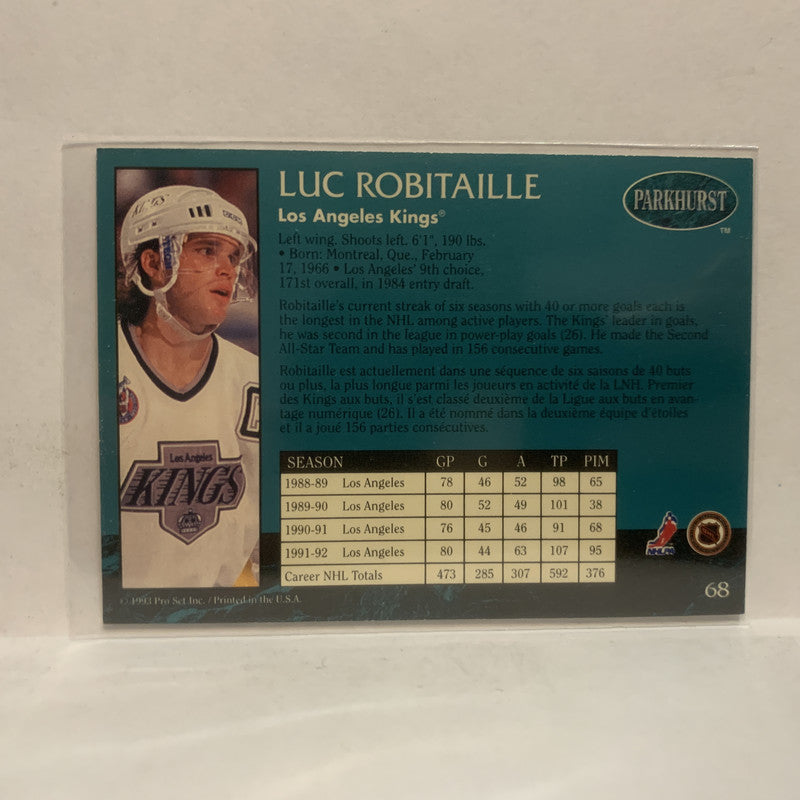 LUC ROBITAILLE
Los Angeles Kings®
PARKHURST
TM
Left wing. Shoots left. 6'1", 190 lbs.
• Born: Montreal, Que., February
17, 1966 • Los Angeles' 9th choice,
171st overall, in 1984 entry draft.
Robitaille's current streak of six seasons with 40 or more goals each is
the longest in the NHL among active players. The Kings' leader in goals,
he was second in the league in power-play goals (26). He made the Second
All-Star Team and has played in 156 consecutive games.
Robitaille est actuellement dans une séquence de six saisons de 40 buts
ou plus, la plus longue parmi les joueurs en activité de la LNH. Premier
des Kings aux buts, il s'est classé deuxième de la Ligue aux buts en avan-
tage numérique (26). Il a été nommé dans la deuxième équipe d'étoiles
et il a joué 156 parties consécutives.
Los Angeles
KINGS
SEASON GP G A TP PIM
1988-89 Los Angeles 78 46 52 98 65
1989-90 Los Angeles 80 52 49 101 38
1990-91 Los Angeles 76 45 46 91 68
1991-92 Los Angeles 80 44 63 107 95
Career NHL Totals 473 285 307 592 376
NHLPA
68
© 1993 Pro Set Inc. / Printed in the U.S.A.